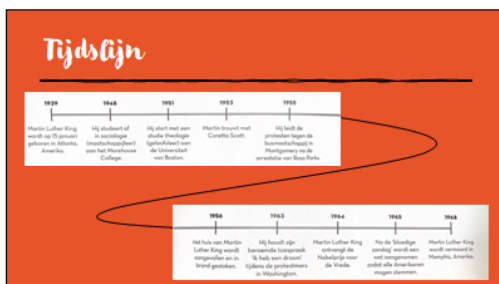 Tijdslijn
1929 1948 1951 1953 1955
Martin Luther King Hij studeert af Hij start met een Martin trouwt met Hij leidt de
wordt op 15 januari in sociologie studie theologie Coretta Scott. protesten tegen de
geboren in Atlanta, (maatschappijleer) (geloofsleer) aan busmaatschappij in
Amerika. aan het Morehouse de Universiteit Montgomery na de
College. van Boston. arrestatie van Rosa Parks.
1956 1963 1964 1965 1968
Het huis van Martin Hij houdt zijn Martin Luther King Na de 'bloedige Martin Luther King
Luther King wordt beroemde toespraak ontvangt de zondag' wordt een wordt vermoord in
aangevallen en in 'Ik heb een droom' Nobelprijs voor wet aangenomen Memphis, Amerika.
brand gestoken. tijdens de protestmars de Vrede. zodat alle Amerikanen
in Washington. mogen stemmen.